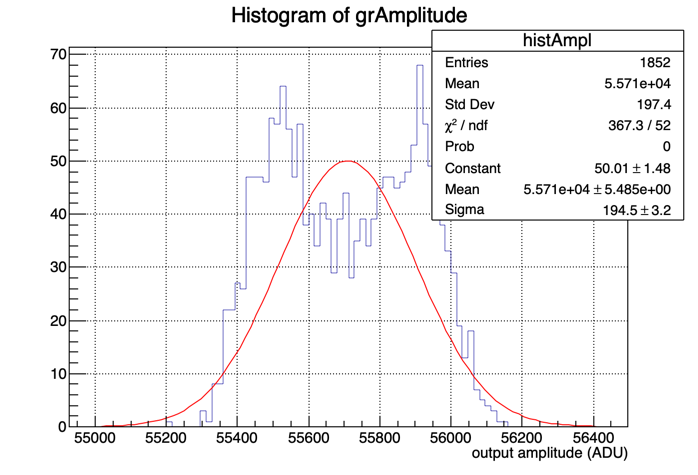 Histogram of grAmplitude
histAmpl
Entries 1852
Mean 5.571e+04
Std Dev 197.4
χ² / ndf 367.3 / 52
Prob 0
Constant 50.01 ± 1.48
Mean 5.571e+04 ± 5.485e+00
Sigma 194.5 ± 3.2
70
60
50
40
30
20
10
0
55000 55200 55400 55600 55800 56000 56200 56400
output amplitude (ADU)